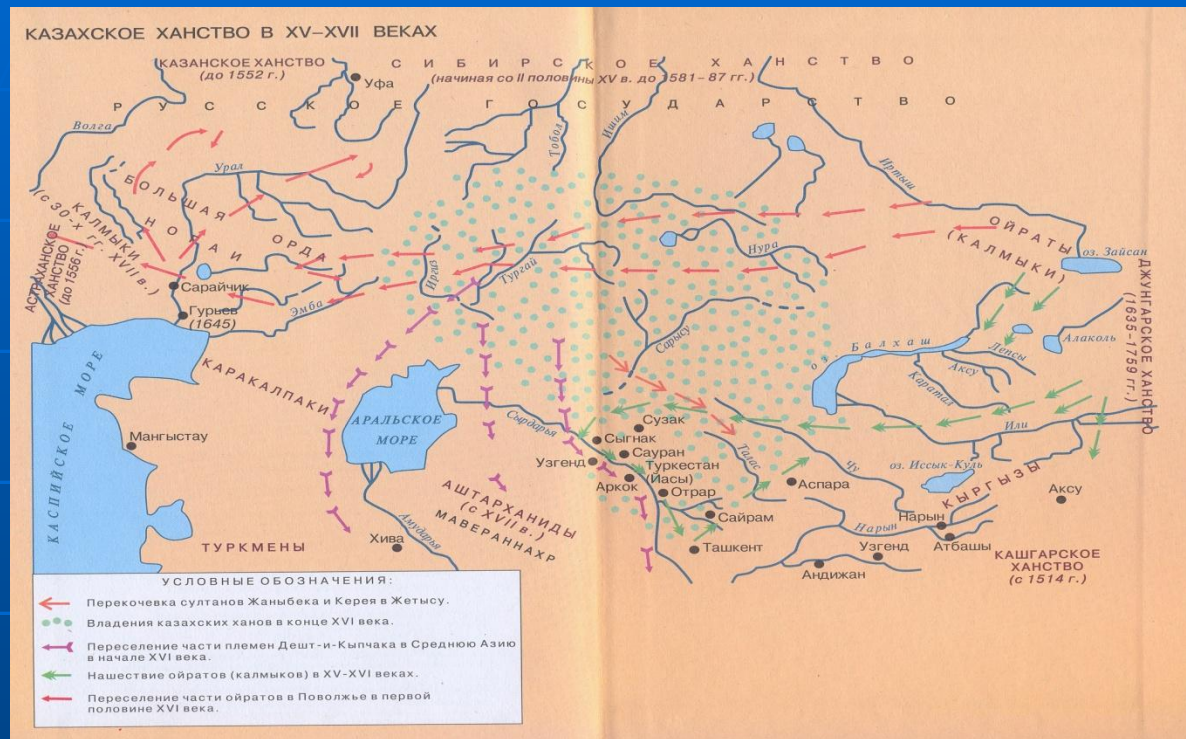 КАЗАХСКОЕ ХАНСТВО В XV–XVII ВЕКАХ
КАЗАНСКОЕ ХАНСТВО
(до 1552 г.)
СИБИРСКОЕ ХАНСТВО
(начиная со II половины XV в. до 1581–87 гг.)
Уфа
РУССКОЕ ГОСУДАРСТВО
Волга
Урал
Тобол
Ишим
Иртыш
БОЛЬШАЯ ОРДА
НОГАИ
КАЛМЫКИ
(с 30-х гг. XVII в.)
АСТРАХАНСКОЕ
ХАНСТВО
(до 1556 г.)
Сарайчик
Гурьев
(1645)
Эмба
Иргиз
Тургай
Нура
Сарысу
ОЙРАТЫ
(КАЛМЫКИ)
оз. Зайсан
ДЖУНГАРСКОЕ ХАНСТВО
(1635–1759 гг.)
Алаколь
оз. Балхаш
Лепсы
Аксу
Каратал
Или
КАСПИЙСКОЕ МОРЕ
КАРАКАЛПАКИ
АРАЛЬСКОЕ
МОРЕ
Мангыстау
Сырдарья
Сузак
Сыгнак
Сауран
Узгенд
Туркестан
(Йасы)
Аркок
Отрар
Талас
Чу
Аспара
оз. Иссык-Куль
КЫРГЫЗЫ
Аксу
Сайрам
Ташкент
Нарын
Нарын
Атбашы
Узгенд
Андижан
КАШГАРСКОЕ
ХАНСТВО
(с 1514 г.)
АШТАРХАНИДЫ
(с XVII в.)
МАВЕРАННАХР
Амударья
Хива
ТУРКМЕНЫ
УСЛОВНЫЕ ОБОЗНАЧЕНИЯ:
Перекочевка султанов Жаныбека и Керея в Жетысу.
Владения казахских ханов в конце XVI века.
Переселение части племен Дешт-и-Кыпчака в Среднюю Азию
в начале XVI века.
Нашествие ойратов (калмыков) в XV-XVI веках.
Переселение части ойратов в Поволжье в первой
половине XVI века.